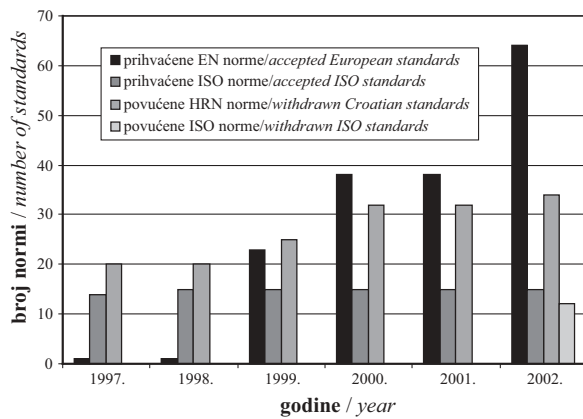 70
60
50
40
30
20
10
0
broj normi / number of standards
prihvaćene EN norme/accepted European standards
prihvaćene ISO norme/accepted ISO standards
povućene HRN norme/withdrawn Croatian standards
povućene ISO norme/withdrawn ISO standards
1997. 1998. 1999. 2000. 2001. 2002.
godine / year